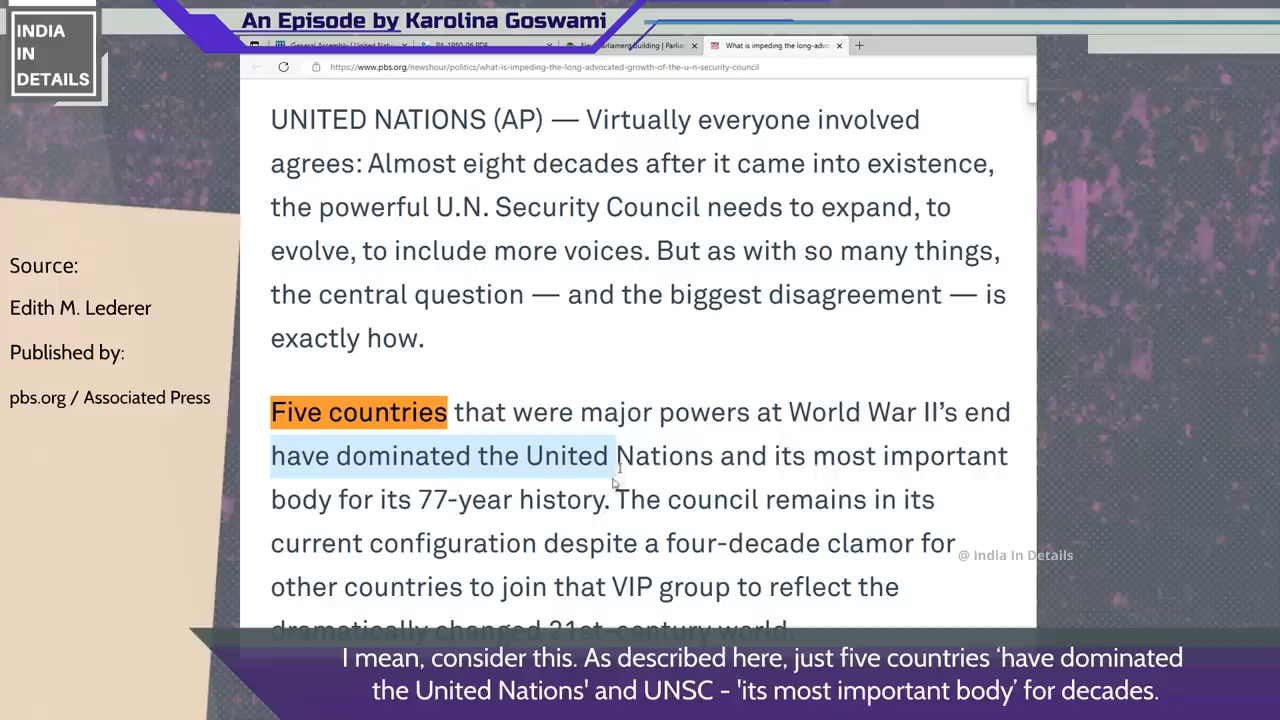 An Episode by Karolina Goswami
INDIA
IN
DETAILS
What is impeding the long-advoc
https://www.pbs.org/newshour/politics/what-is-impeding-the-long-advocated-growth-of-the-u-n-security-council
UNITED NATIONS (AP) — Virtually everyone involved
agrees: Almost eight decades after it came into existence,
the powerful U.N. Security Council needs to expand, to
evolve, to include more voices. But as with so many things,
the central question — and the biggest disagreement — is
exactly how.
Source:
Edith M. Lederer
Published by:
pbs.org / Associated Press
Five countries that were major powers at World War II’s end
have dominated the United Nations and its most important
body for its 77-year history. The council remains in its
current configuration despite a four-decade clamor for
@ India In Details
other countries to join that VIP group to reflect the
dramatically changed 21st-century world.
I mean, consider this. As described here, just five countries ‘have dominated
the United Nations' and UNSC - 'its most important body’ for decades.